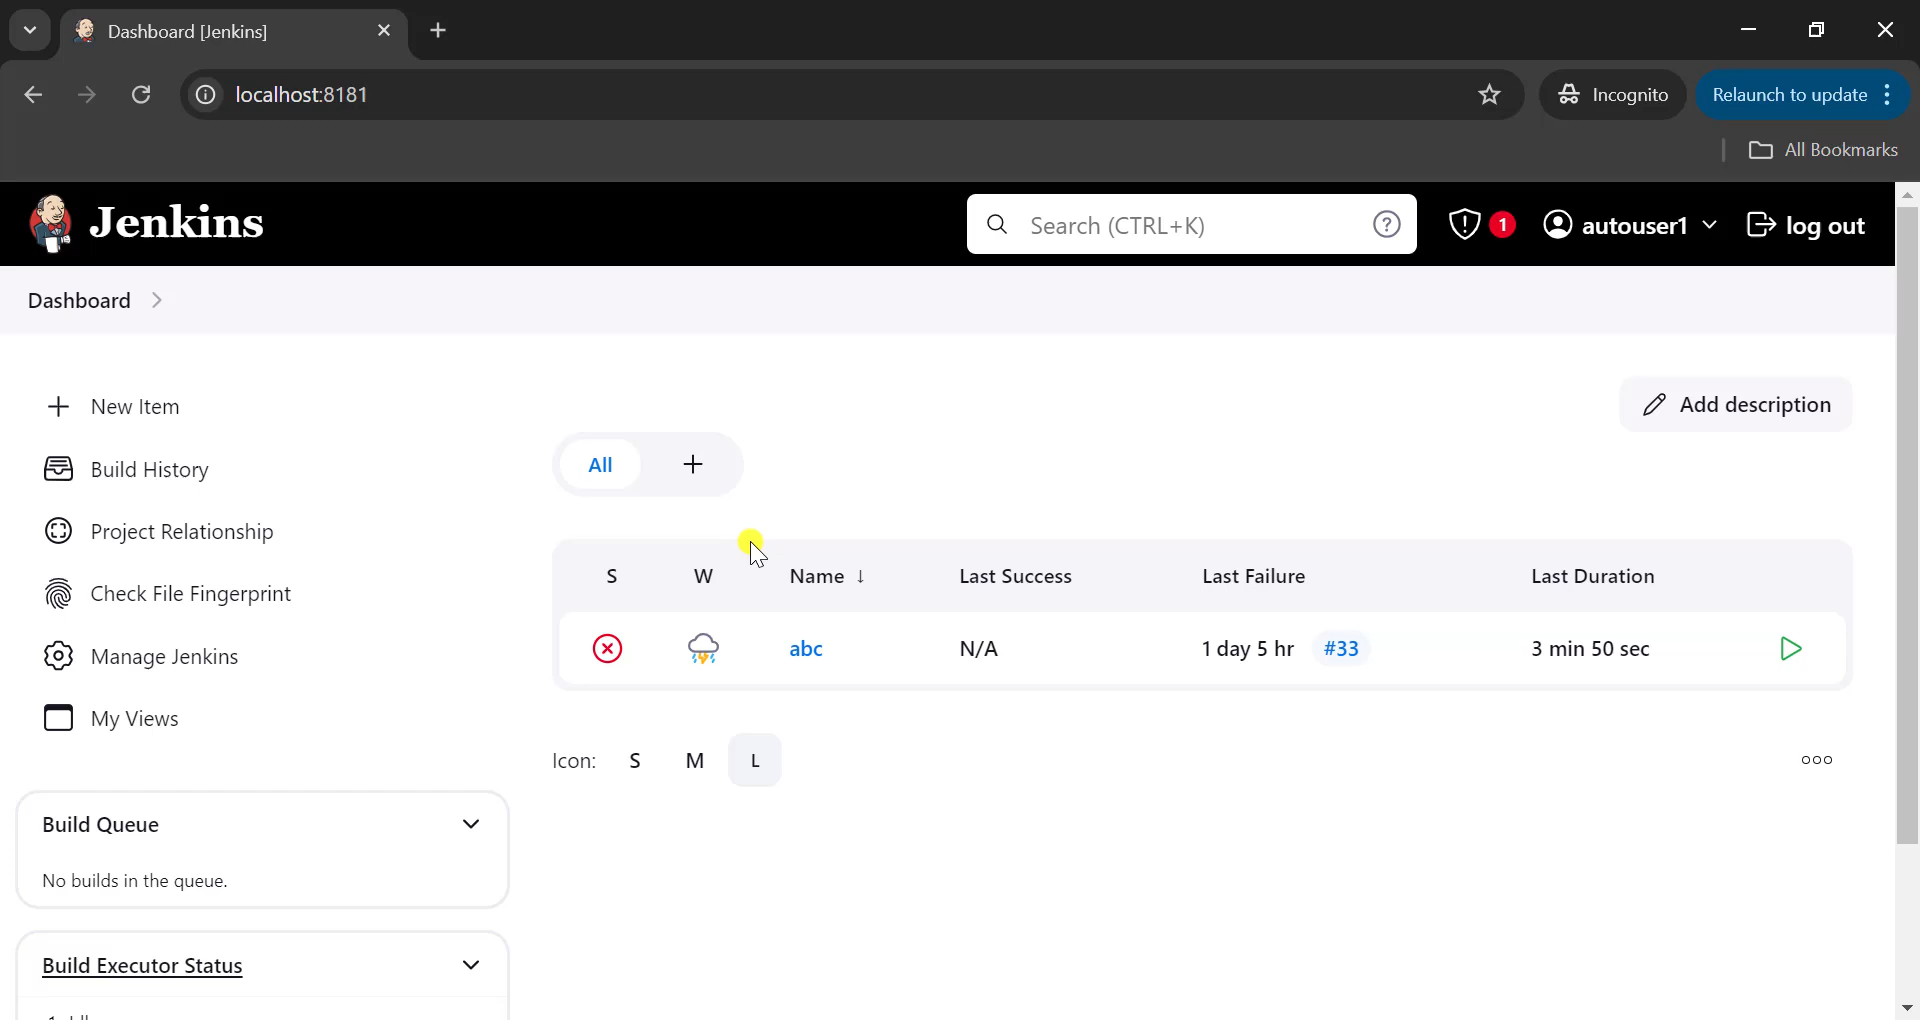 Dashboard [Jenkins]
localhost:8181
Incognito
Relaunch to update
All Bookmarks
Jenkins
Search (CTRL+K)
1
autouser1
log out
Dashboard
New Item
Build History
Project Relationship
Check File Fingerprint
Manage Jenkins
My Views
Add description
All
S W Name ↓ Last Success Last Failure Last Duration
abc N/A 1 day 5 hr #33 3 min 50 sec
Icon: S M L
Build Queue
No builds in the queue.
Build Executor Status